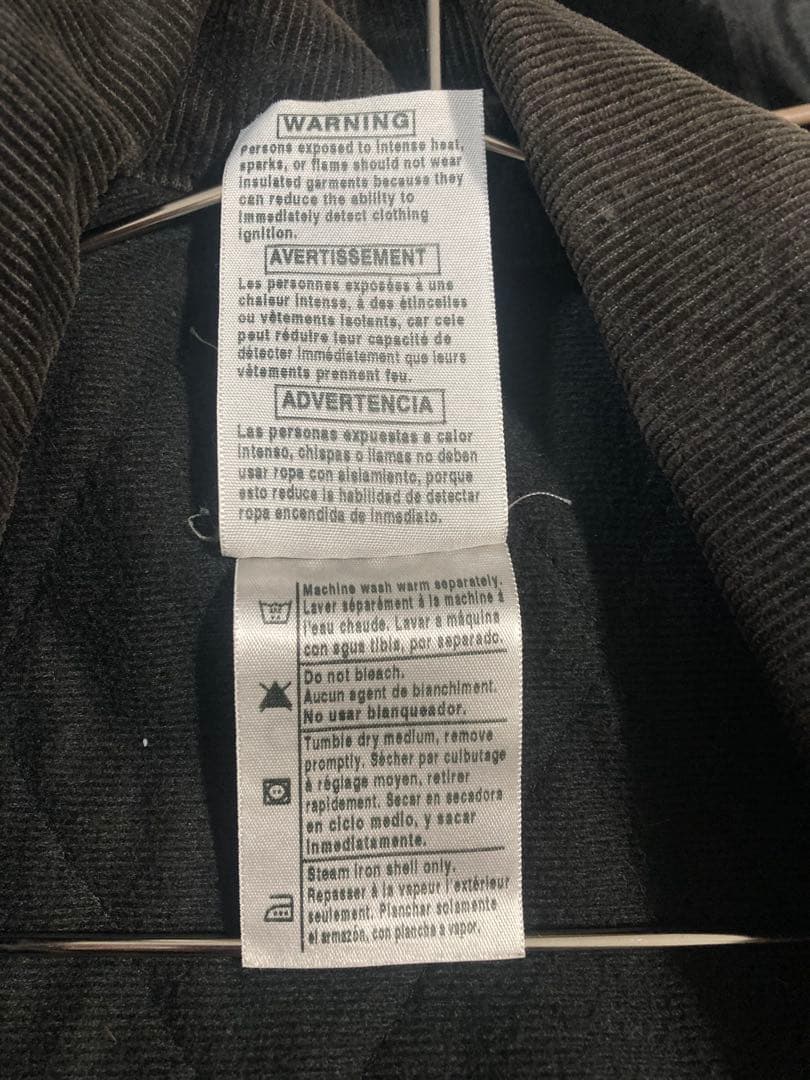 WARNING
Persons exposed to intense heat,
sparks, or flame should not wear
insulated garments because they
can reduce the ability to
immediately detect clothing
ignition.
AVERTISSEMENT
Les personnes exposées à une
chaleur intense, à des étincelles
ou vêtements isolants, car cele
peut réduire leur capacité de
détecter immédiatement que leurs
vêtements prennent feu.
ADVERTENCIA
Las personas expuestas a calor
intenso, chispas o llamas no deben
usar ropa con aislamiento, porque
esto reduce la habilidad de detectar
ropa encendida de inmediato.
Machine wash warm separately.
Laver séparément à la machine à
l'eau chaude. Lavar a máquina
con agua tibia, por separado.
Do not bleach.
Aucun agent de blanchiment.
No usar blanqueador.
Tumble dry medium, remove
promptly. Sécher par culbutage
à réglage moyen, retirer
rapidement. Secar en secadora
en ciclo medio, y sacar
inmediatamente.
Steam iron shell only.
Repasser à la vapeur l'extérieur
seulement. Planchar solamente
el armazón, con plancha a vapor.